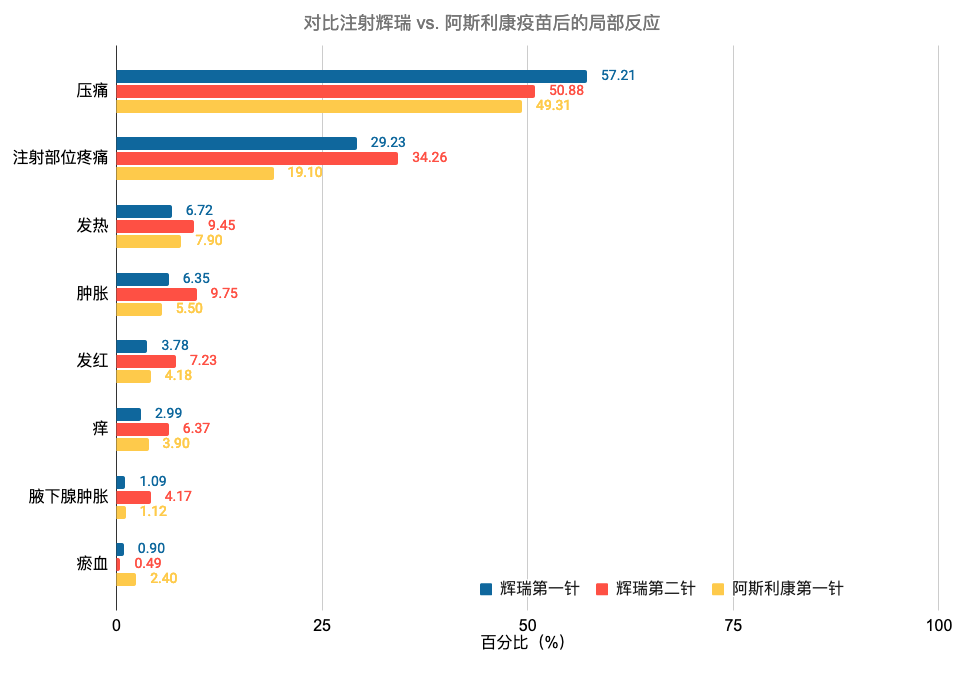 对比注射辉瑞 vs. 阿斯利康疫苗后的局部反应
压痛
57.21
50.88
49.31
注射部位疼痛
29.23
34.26
19.10
发热
6.72
9.45
7.90
肿胀
6.35
9.75
5.50
发红
3.78
7.23
4.18
痒
2.99
6.37
3.90
腋下腺肿胀
1.09
4.17
1.12
瘀血
0.90
0.49
2.40
辉瑞第一针 辉瑞第二针 阿斯利康第一针
0 25 50 75 100
百分比（%）